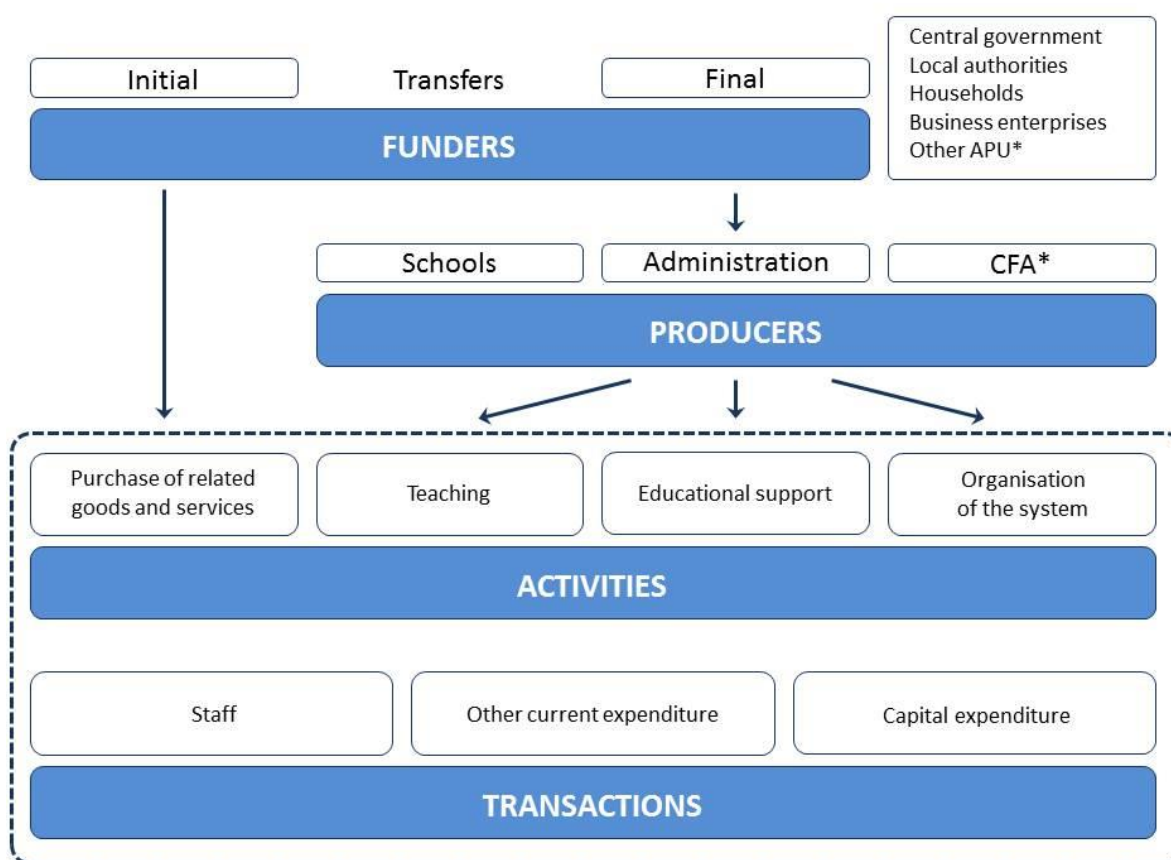 Central government
Local authorities
Households
Business enterprises
Other APU*
Initial
Transfers
Final
FUNDERS
Schools
Administration
CFA*
PRODUCERS
Purchase of related
goods and services
Teaching
Educational support
Organisation
of the system
ACTIVITIES
Staff
Other current expenditure
Capital expenditure
TRANSACTIONS